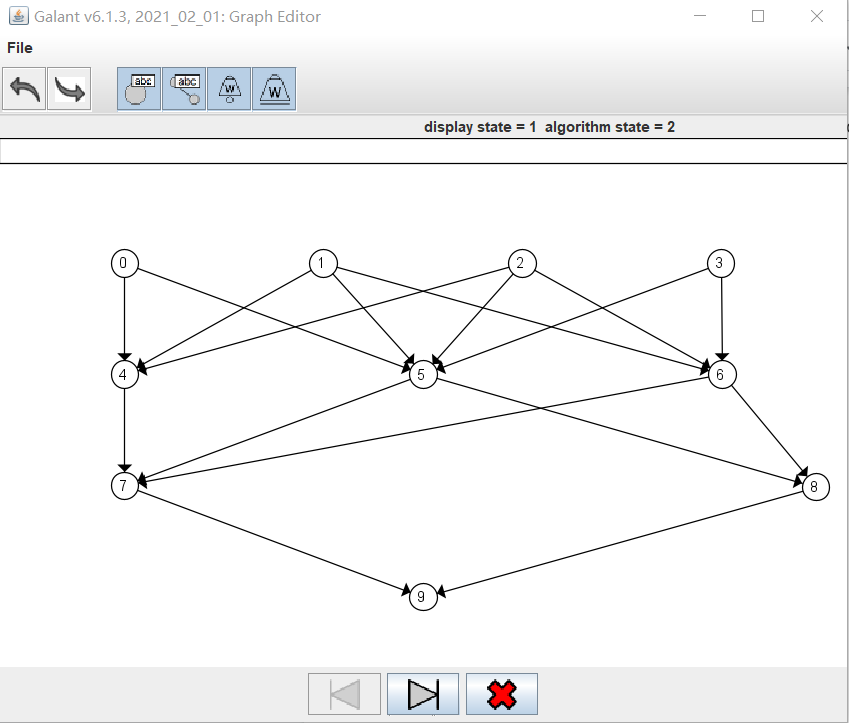 Galant v6.1.3, 2021_02_01: Graph Editor
File
abc abc W W
display state = 1 algorithm state = 2
0 1 2 3
4 5 6
7 8
9